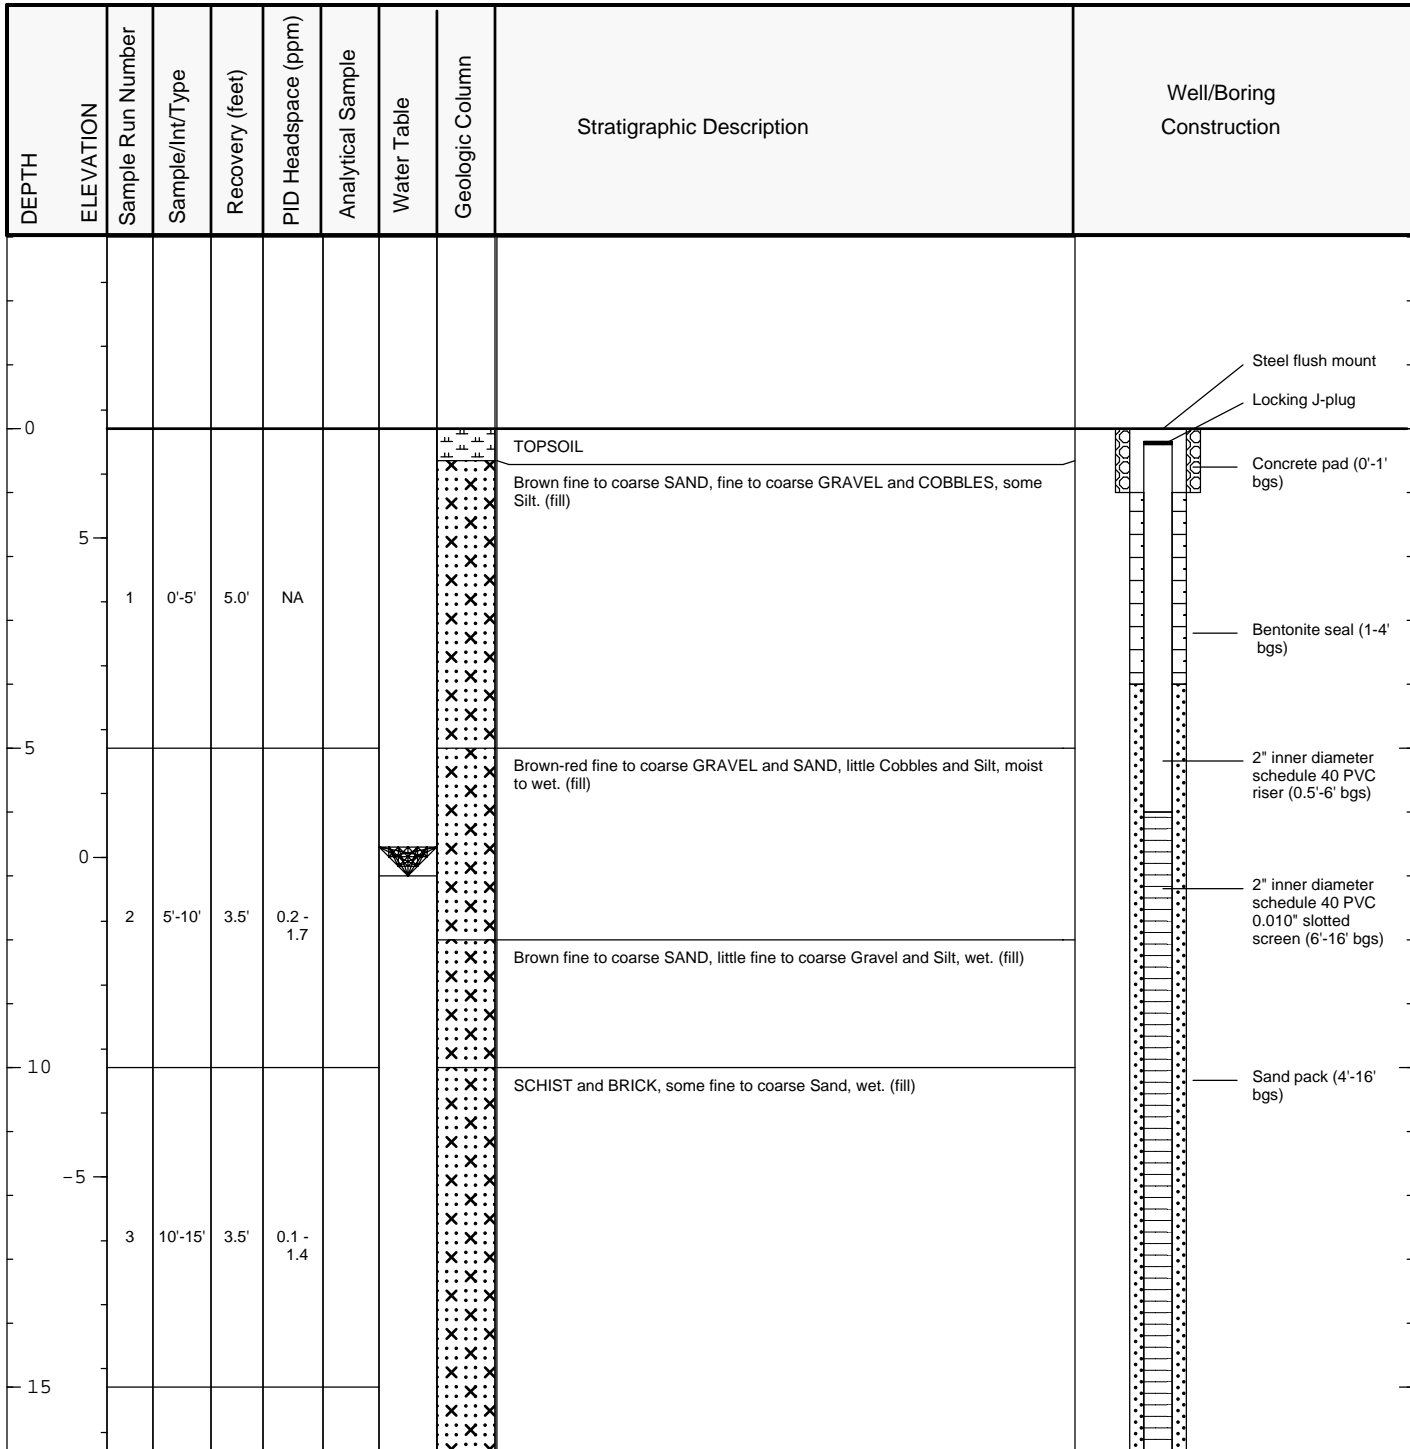 DEPTH
ELEVATION
Sample Run Number
Sample/Int/Type
Recovery (feet)
PID Headspace (ppm)
Analytical Sample
Water Table
Geologic Column
Stratigraphic Description
Well/Boring
Construction
Steel flush mount
Locking J-plug
0
TOPSOIL
Concrete pad (0'-1'
bgs)
Brown fine to coarse SAND, fine to coarse GRAVEL and COBBLES, some
Silt. (fill)
5
1 0'-5' 5.0' NA
Bentonite seal (1-4'
bgs)
5
Brown-red fine to coarse GRAVEL and SAND, little Cobbles and Silt, moist
to wet. (fill)
2" inner diameter
schedule 40 PVC
riser (0.5'-6' bgs)
0
2" inner diameter
schedule 40 PVC
0.010" slotted
screen (6'-16' bgs)
2 5'-10' 3.5' 0.2 -
1.7
Brown fine to coarse SAND, little fine to coarse Gravel and Silt, wet. (fill)
10
SCHIST and BRICK, some fine to coarse Sand, wet. (fill)
Sand pack (4'-16'
bgs)
-5
3 10'-15' 3.5' 0.1 -
1.4
15